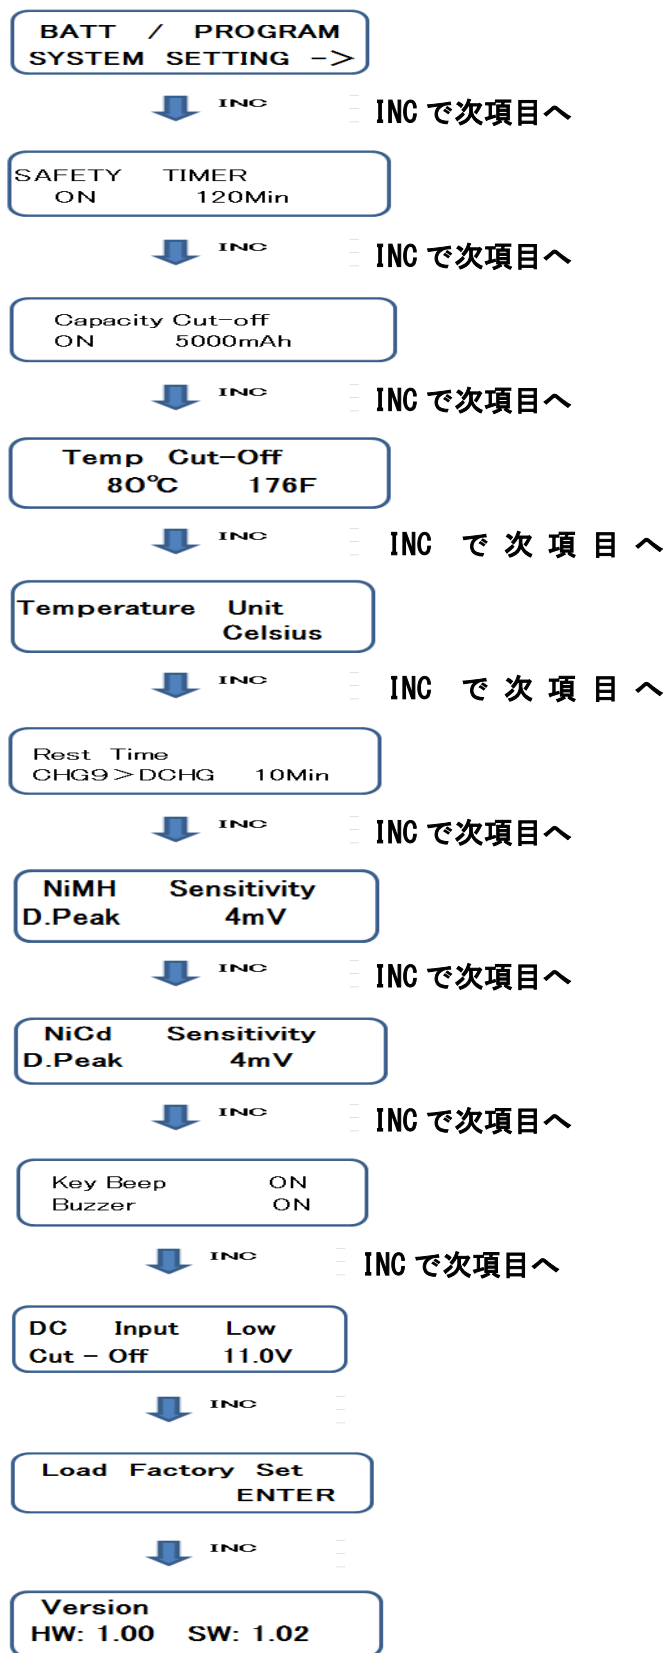 BATT / PROGRAM
SYSTEM SETTING ->
INC
INCで次項目へ
SAFETY TIMER
ON 120Min
INC
INCで次項目へ
Capacity Cut-off
ON 5000mAh
INC
INCで次項目へ
Temp Cut-Off
80℃ 176F
INC
INC で 次 項 目 へ
Temperature Unit
Celsius
INC
INC で 次 項 目 へ
Rest Time
CHG9>DCHG 10Min
INC
INCで次項目へ
NiMH Sensitivity
D.Peak 4mV
INC
INCで次項目へ
NiCd Sensitivity
D.Peak 4mV
INC
INCで次項目へ
Key Beep ON
Buzzer ON
INC
INCで次項目へ
DC Input Low
Cut - Off 11.0V
INC
Load Factory Set
ENTER
INC
Version
HW: 1.00 SW: 1.02